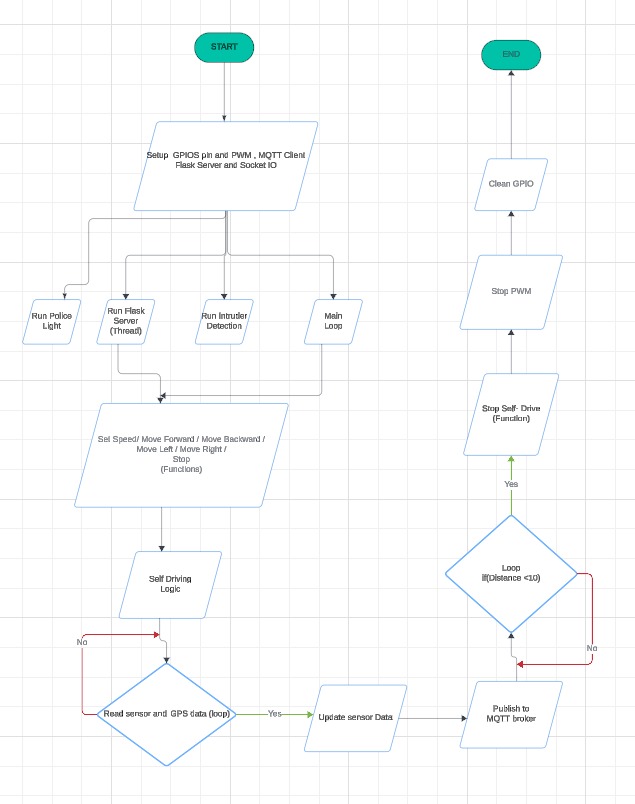 START
END
Setup GPIOS pin and PWM , MQTT Client
Flask Server and Socket IO
Clean GPIO
Stop PWM
Run Police
Light
Run Flask
Server
(Thread)
Run Intruder
Detection
Main
Loop
Stop Self- Drive
(Function)
Set Speed/ Move Forward / Move Backward /
Move Left / Move Right /
Stop
(Functions)
Yes
Loop
if(Distance <10)
Self Driving
Logic
No
No
Read sensor and GPS data (loop)
Yes
Update sensor Data
Publish to
MQTT broker